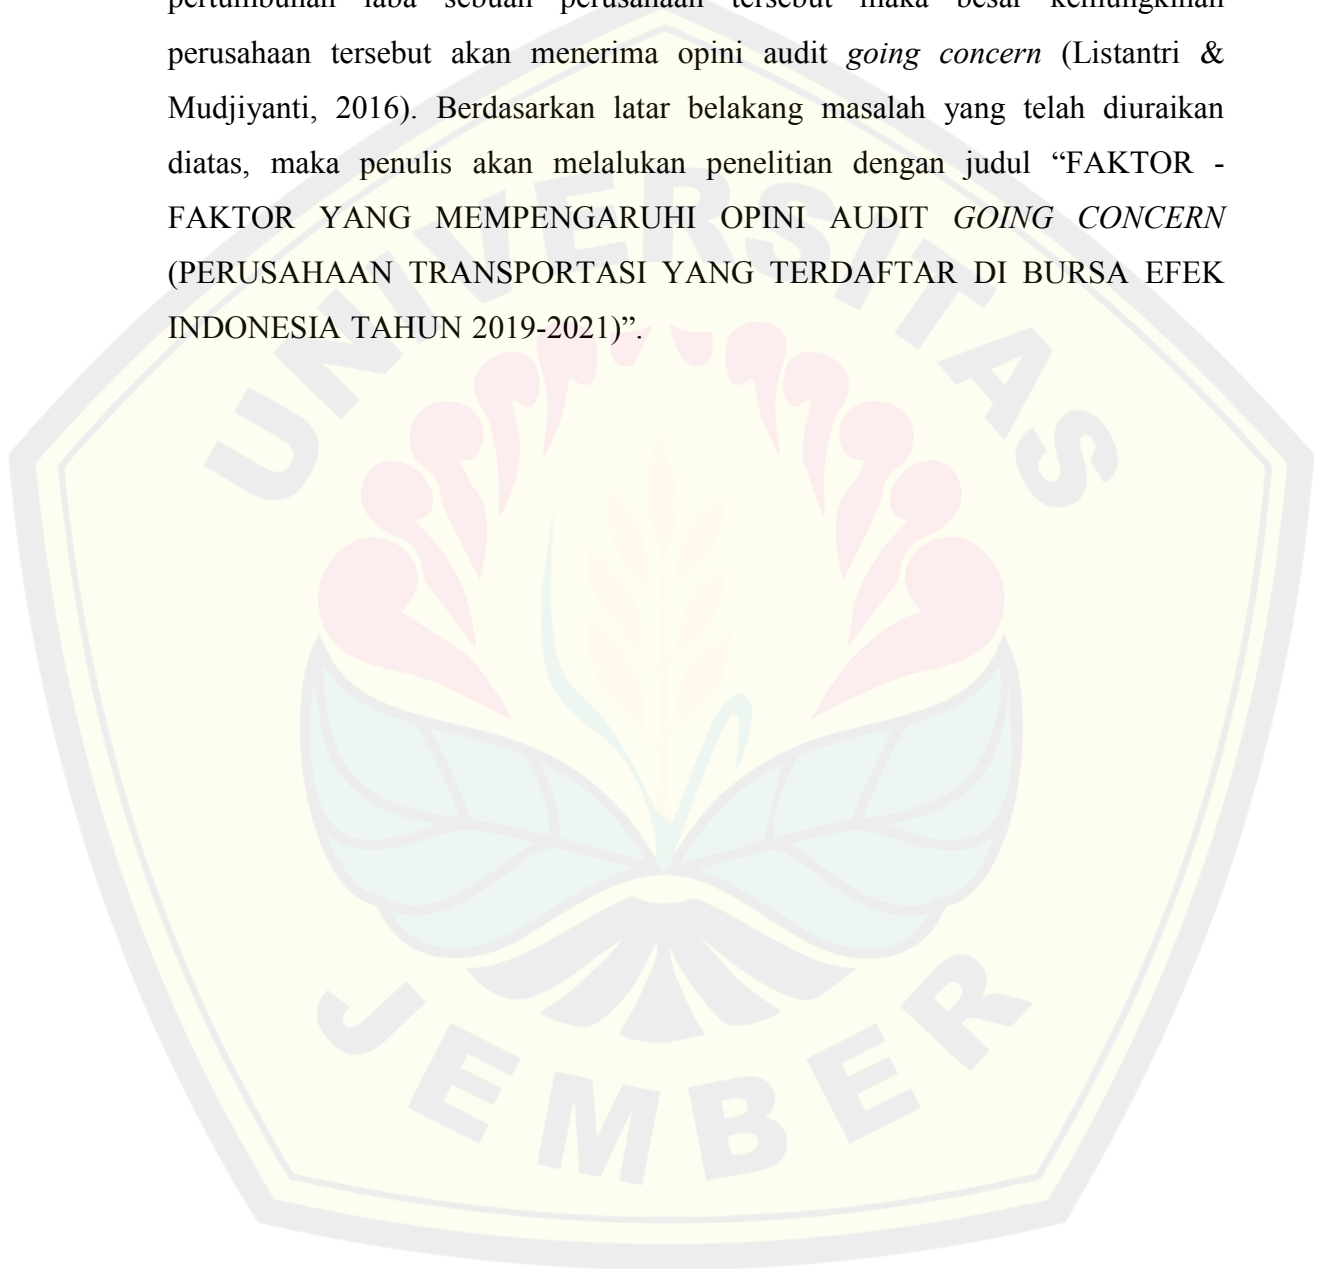 pertumbuhan laba sebuah perusahaan tersebut maka besar kemungkinan
perusahaan tersebut akan menerima opini audit going concern (Listantri &
Mudjiyanti, 2016). Berdasarkan latar belakang masalah yang telah diuraikan
diatas, maka penulis akan melalukan penelitian dengan judul “FAKTOR -
FAKTOR YANG MEMPENGARUHI OPINI AUDIT GOING CONCERN
(PERUSAHAAN TRANSPORTASI YANG TERDAFTAR DI BURSA EFEK
INDONESIA TAHUN 2019-2021)”.
UNIVERSITAS
JEMBER